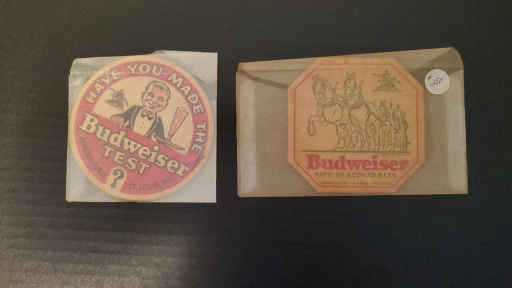 HAVE YOU MADE THE
Budweiser
TEST
?
Budweiser
KING OF BOTTLED BEER